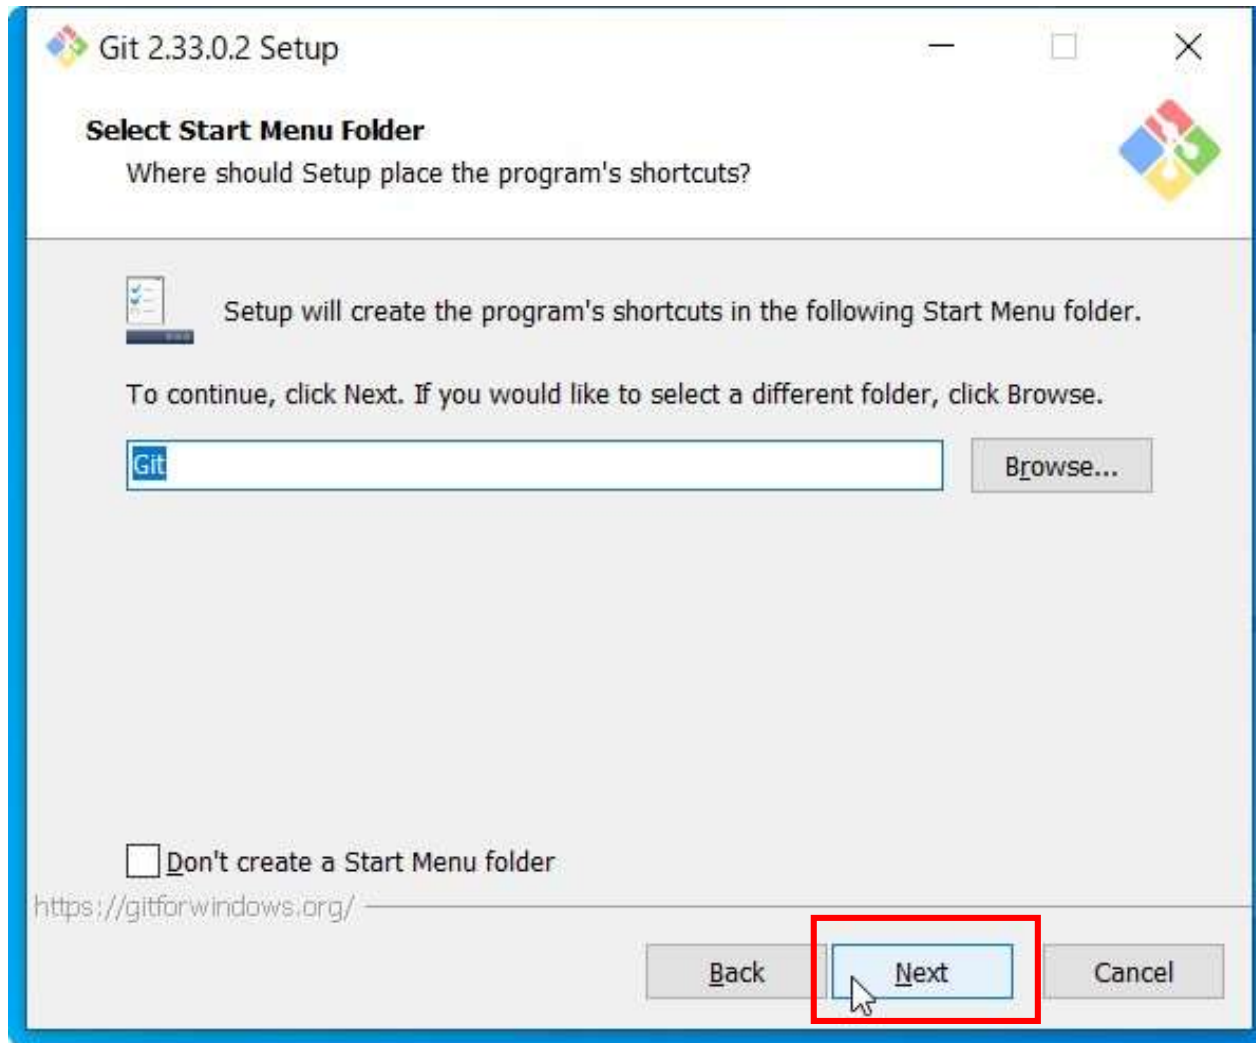 Git 2.33.0.2 Setup
Select Start Menu Folder
Where should Setup place the program's shortcuts?
Setup will create the program's shortcuts in the following Start Menu folder.
To continue, click Next. If you would like to select a different folder, click Browse.
Git
Browse...
Don't create a Start Menu folder
https://gitforwindows.org/
Back
Next
Cancel